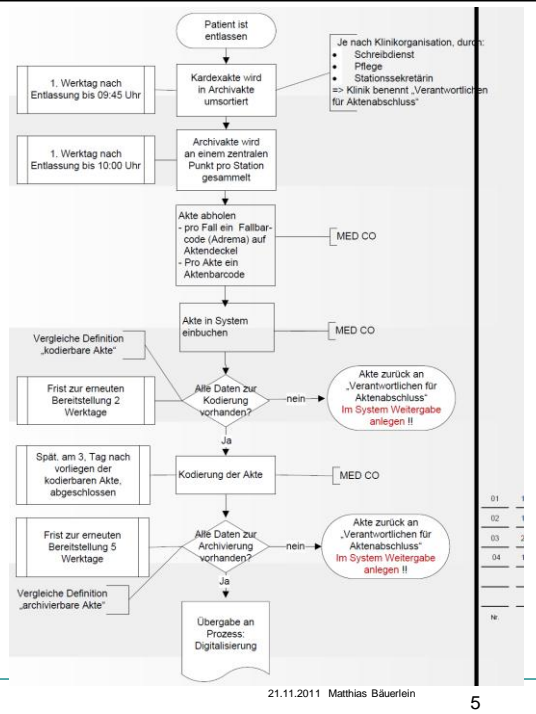 Patient ist
entlassen
Je nach Klinikorganisation, durch:
• Schreibdienst
• Pflege
• Stationssekretärin
=> Klinik benennt „Verantwortlichen
für Aktenabschluss“
1. Werktag nach
Entlassung bis 09:45 Uhr
Kardexakte wird
in Archivakte
umsortiert
1. Werktag nach
Entlassung bis 10:00 Uhr
Archivakte wird
an einem zentralen
Punkt pro Station
gesammelt
Akte abholen
- pro Fall ein Fallbar-
code (Adrema) auf
Aktendeckel
- Pro Akte ein
Aktenbarcode
MED CO
Akte in System
einbuchen
MED CO
Vergleiche Definition
„kodierbare Akte“
Frist zur erneuten
Bereitstellung 2
Werktage
Alle Daten zur
Kodierung
vorhanden?
nein
Akte zurück an
„Verantwortlichen für
Aktenabschluss“
Im System Weitergabe
anlegen !!
Ja
Spät. am 3, Tag nach
vorliegen der
kodierbaren Akte,
abgeschlossen
Kodierung der Akte
MED CO
Frist zur erneuten
Bereitstellung 5
Werktage
Alle Daten zur
Archivierung
vorhanden?
nein
Akte zurück an
„Verantwortlichen für
Aktenabschluss“
Im System Weitergabe
anlegen !!
Ja
Vergleiche Definition
„archivierbare Akte“
Übergabe an
Prozess:
Digitalisierung
01 1
02 1
03 2
04 1
Nr.
21.11.2011 Matthias Bäuerlein
5